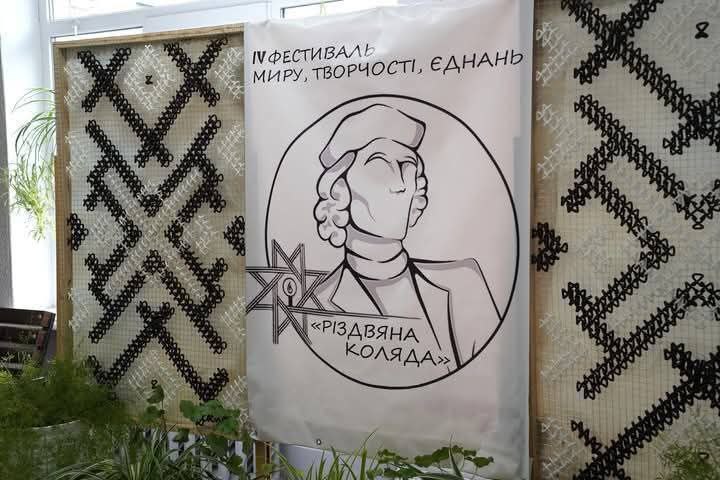 IV ФЕСТИВАЛЬ
МИРУ, ТВОРЧОСТІ, ЄДНАНЬ
«РІЗДВЯНА
КОЛЯДА»